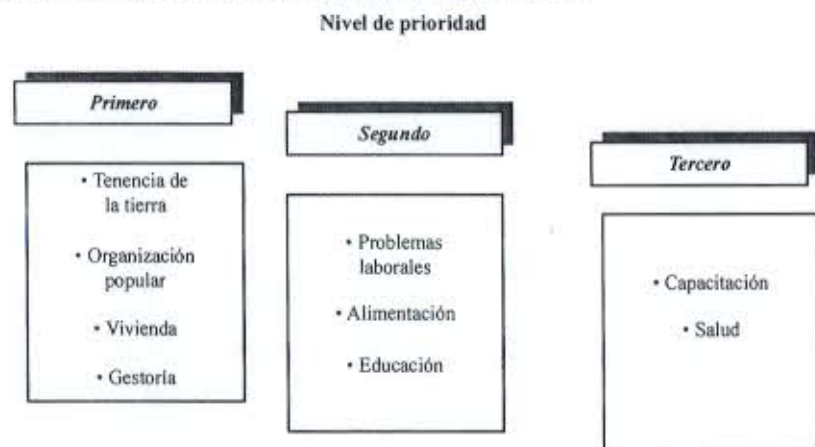 Nivel de prioridad
Primero
• Tenencia de
la tierra
• Organización
popular
• Vivienda
• Gestoría
Segundo
• Problemas
laborales
• Alimentación
• Educación
Tercero
• Capacitación
• Salud